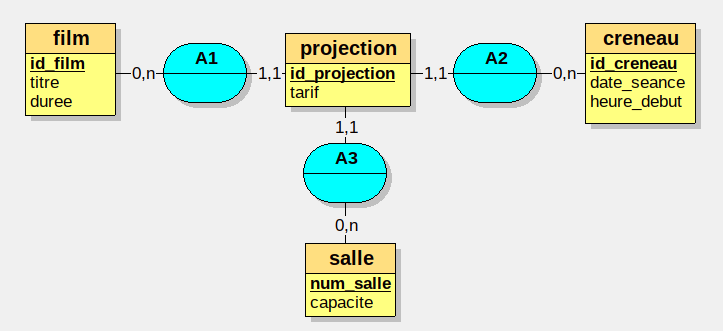 film
id_film
titre
duree
0,n
A1
1,1
projection
id_projection
tarif
1,1
A2
0,n
creneau
id_creneau
date_seance
heure_debut
1,1
A3
0,n
salle
num_salle
capacite